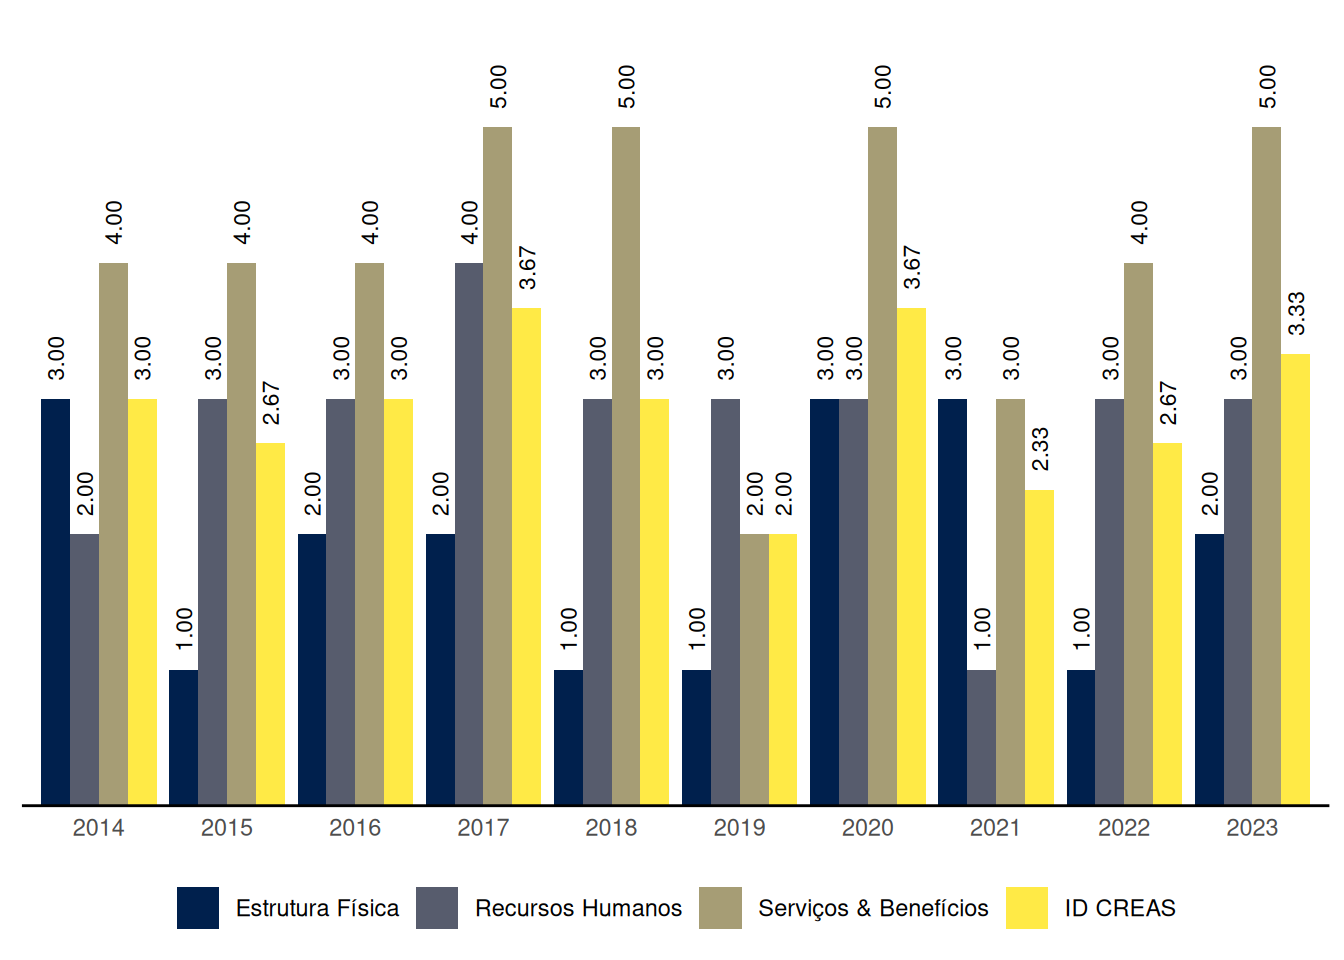 3.00 2.00 4.00 3.00
1.00 3.00 4.00 2.67
2.00 3.00 4.00 3.00
2.00 4.00 5.00 3.67
1.00 3.00 5.00 3.00
1.00 3.00 2.00 2.00
3.00 3.00 5.00 3.67
3.00 1.00 3.00 2.33
1.00 3.00 4.00 2.67
2.00 3.00 5.00 3.33
2014 2015 2016 2017 2018 2019 2020 2021 2022 2023
Estrutura Física Recursos Humanos Serviços & Benefícios ID CREAS